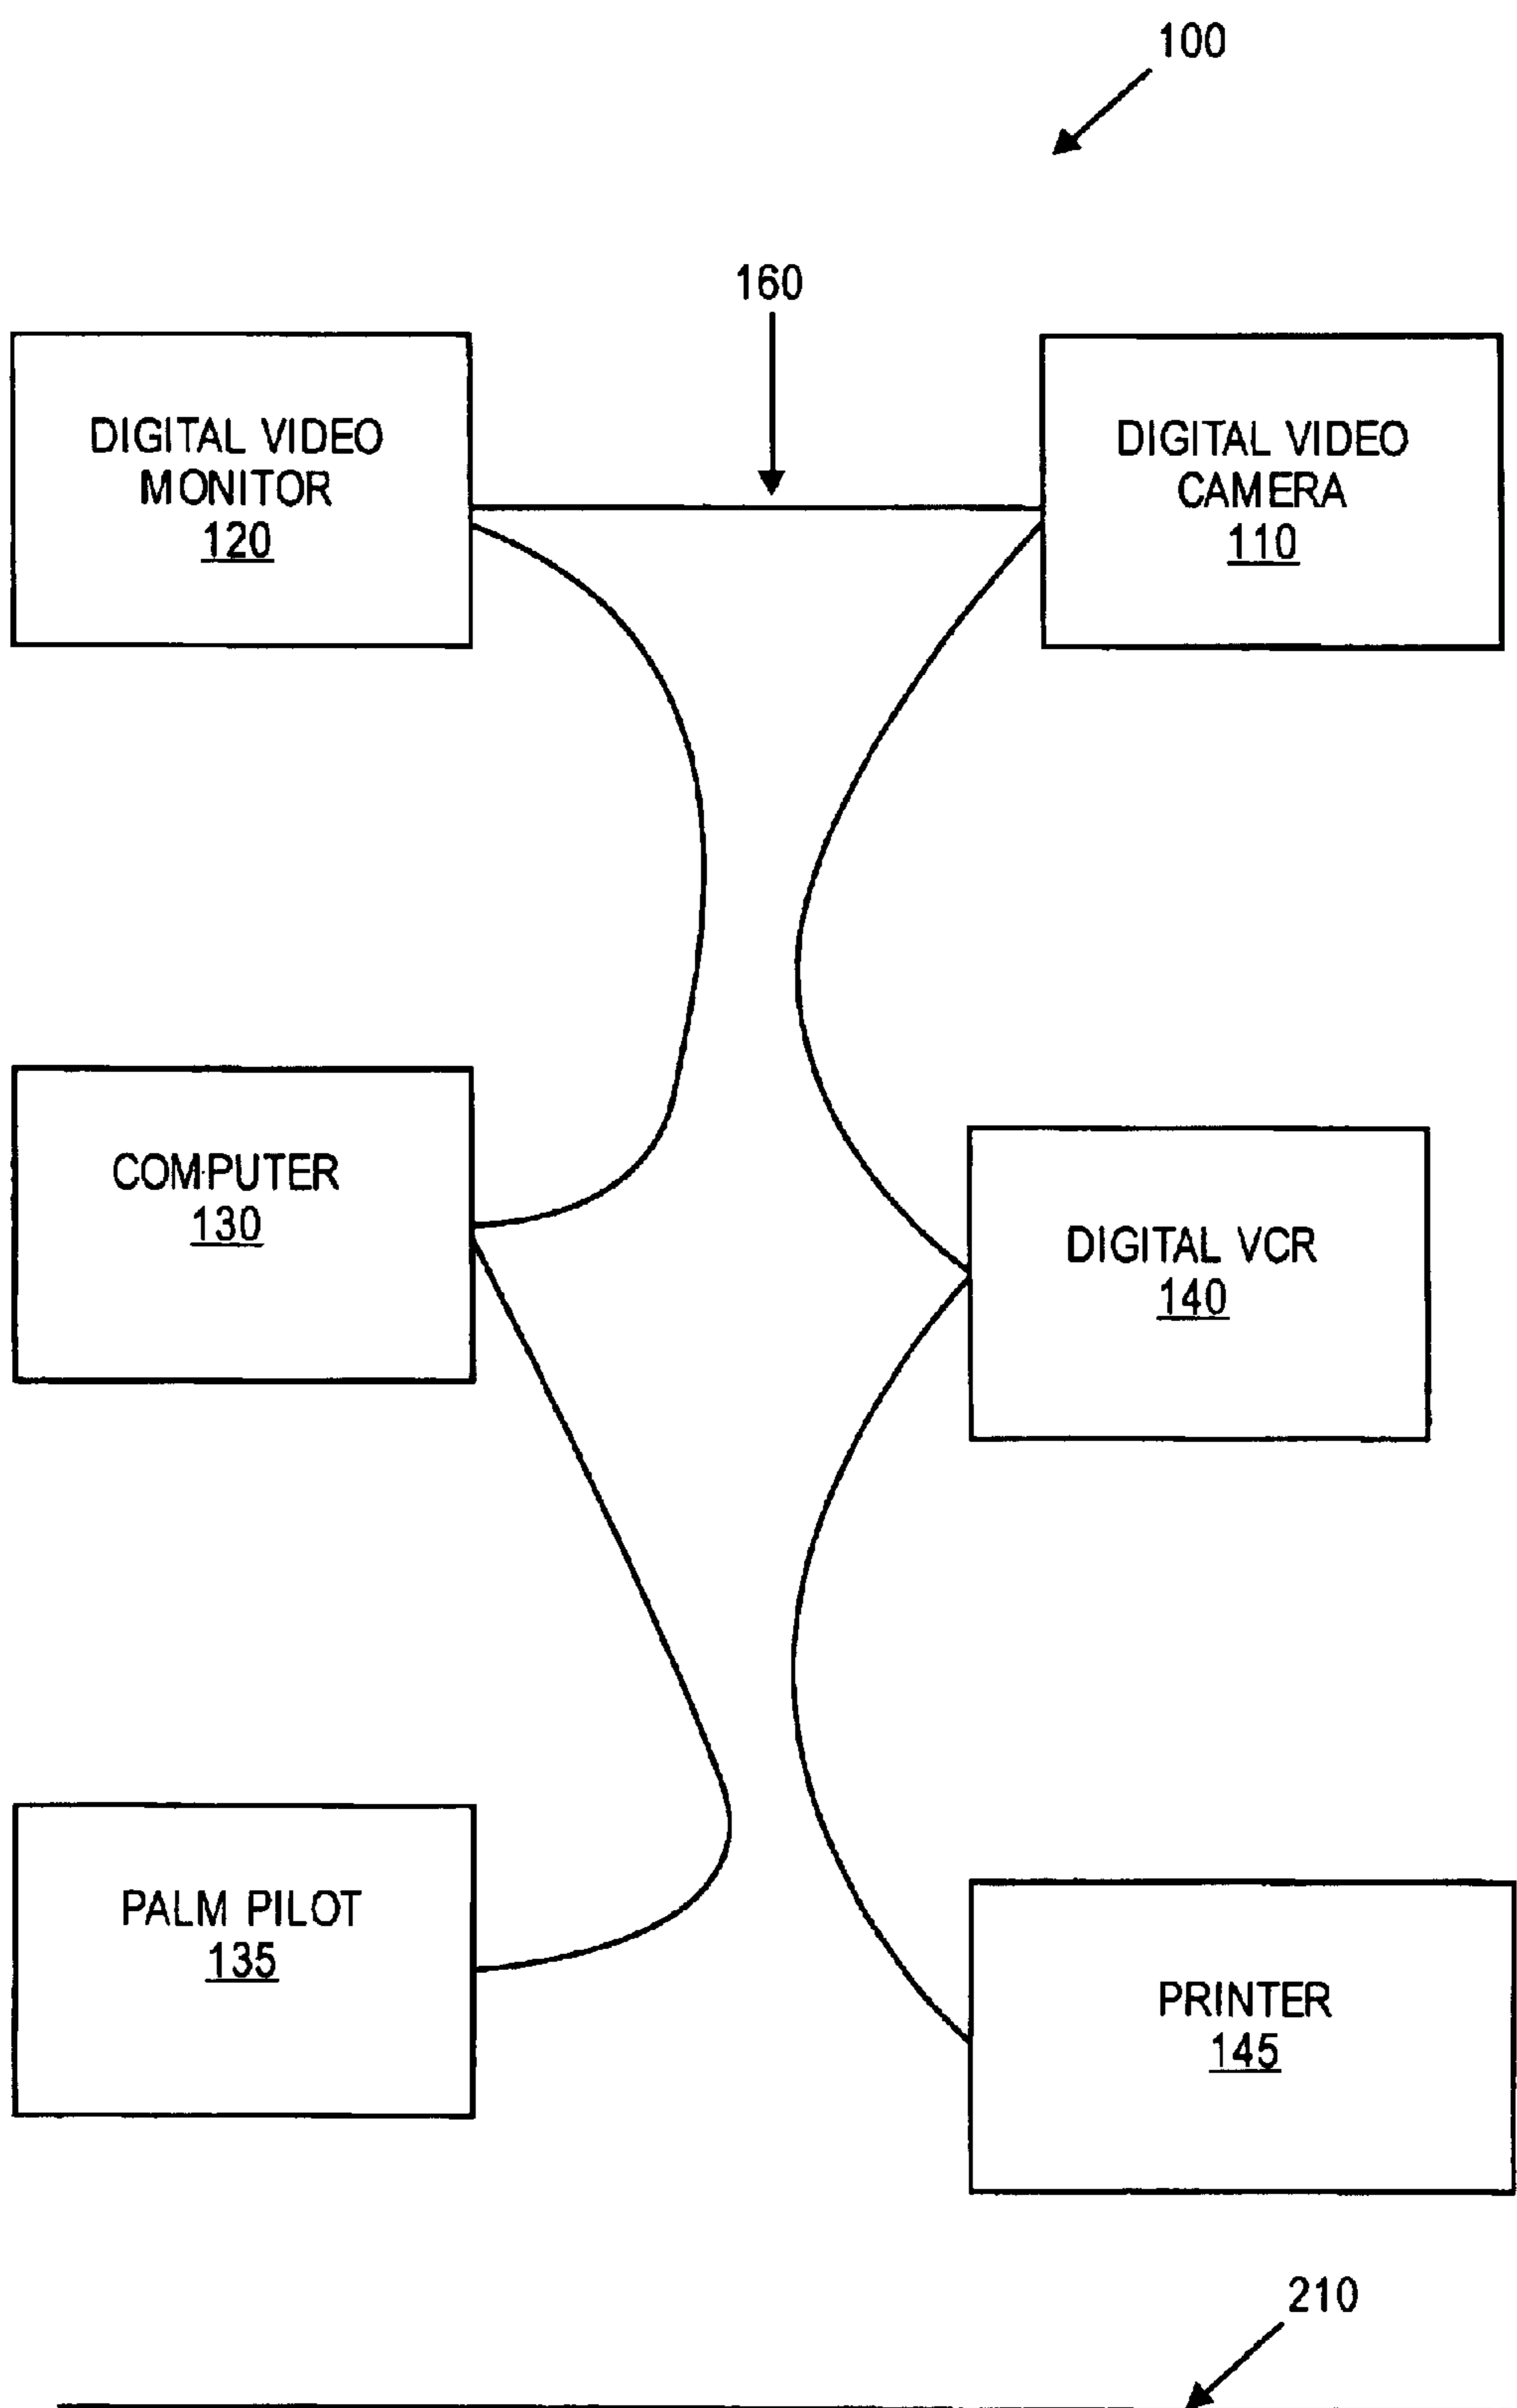 100
160
DIGITAL VIDEO
MONITOR
120
DIGITAL VIDEO
CAMERA
110
COMPUTER
130
DIGITAL VCR
140
PALM PILOT
135
PRINTER
145
210